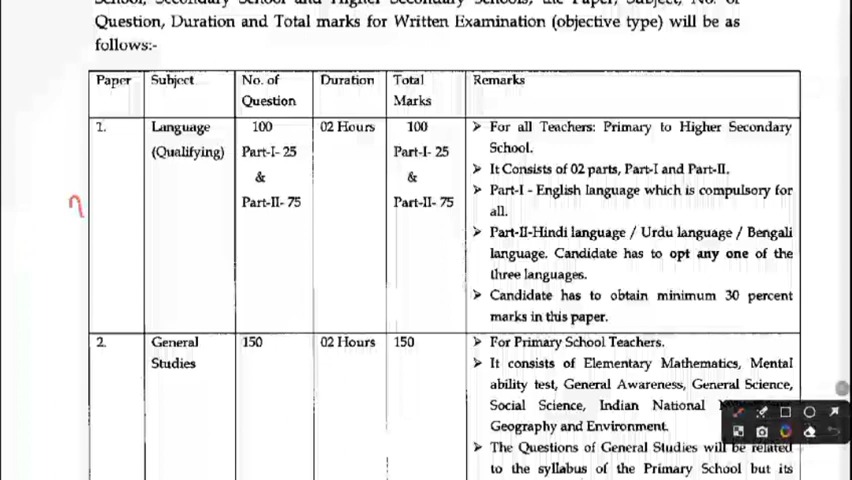 School, Secondary School and Higher Secondary Schools, the Paper, Subject, No. of
Question, Duration and Total marks for Written Examination (objective type) will be as
follows:-
Paper Subject No. of Question Duration Total Marks Remarks
1. Language (Qualifying) 100 Part-I- 25 & Part-II- 75 02 Hours 100 Part-I- 25 & Part-II- 75
➢ For all Teachers: Primary to Higher Secondary
School.
➢ It Consists of 02 parts, Part-I and Part-II.
➢ Part-I - English language which is compulsory for
all.
➢ Part-II-Hindi language / Urdu language / Bengali
language. Candidate has to opt any one of the
three languages.
➢ Candidate has to obtain minimum 30 percent
marks in this paper.
2. General Studies 150 02 Hours 150
➢ For Primary School Teachers.
➢ It consists of Elementary Mathematics, Mental
ability test, General Awareness, General Science,
Social Science, Indian National
Geography and Environment.
➢ The Questions of General Studies will be related
to the syllabus of the Primary School but its